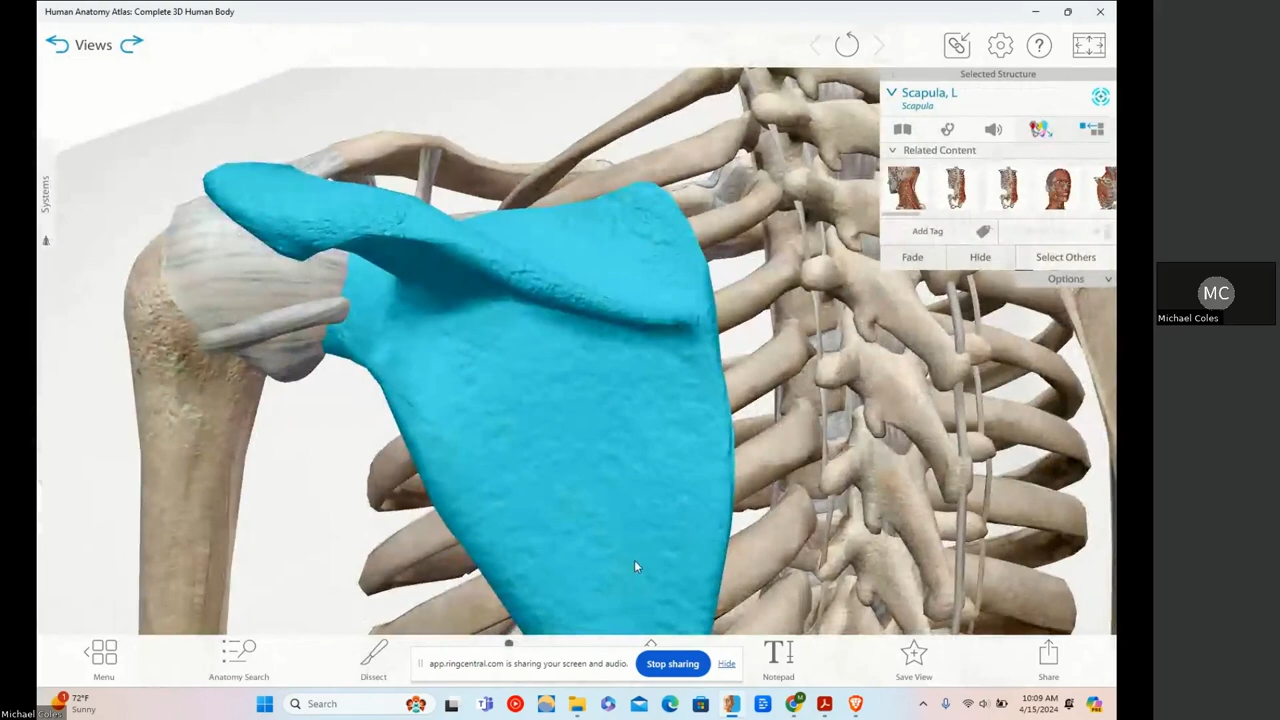 Human Anatomy Atlas: Complete 3D Human Body
Views
Selected Structure
Scapula, L
Scapula
Related Content
Add Tag
Fade
Hide
Select Others
Options
Systems
MC
Michael Coles
Menu
Anatomy Search
Dissect
app.ringcentral.com is sharing your screen and audio.
Stop sharing
Hide
Notepad
Save View
Share
1
72°F
Sunny
Search
10:09 AM
4/15/2024
Michael Coles